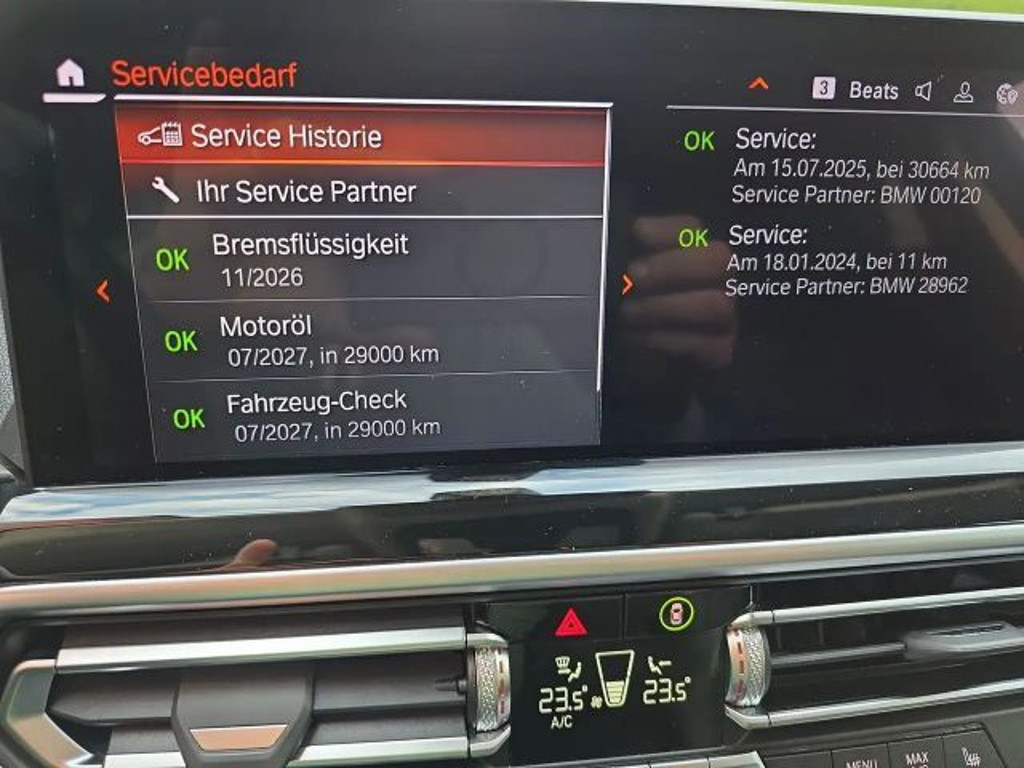 Servicebedarf
3 Beats
Service Historie
Ihr Service Partner
OK Bremsflüssigkeit
11/2026
OK Motoröl
07/2027, in 29000 km
OK Fahrzeug-Check
07/2027, in 29000 km
OK Service:
Am 15.07.2025, bei 30664 km
Service Partner: BMW 00120
OK Service:
Am 18.01.2024, bei 11 km
Service Partner: BMW 28962
23.5° 23.5°
A/C
MENU
MAX